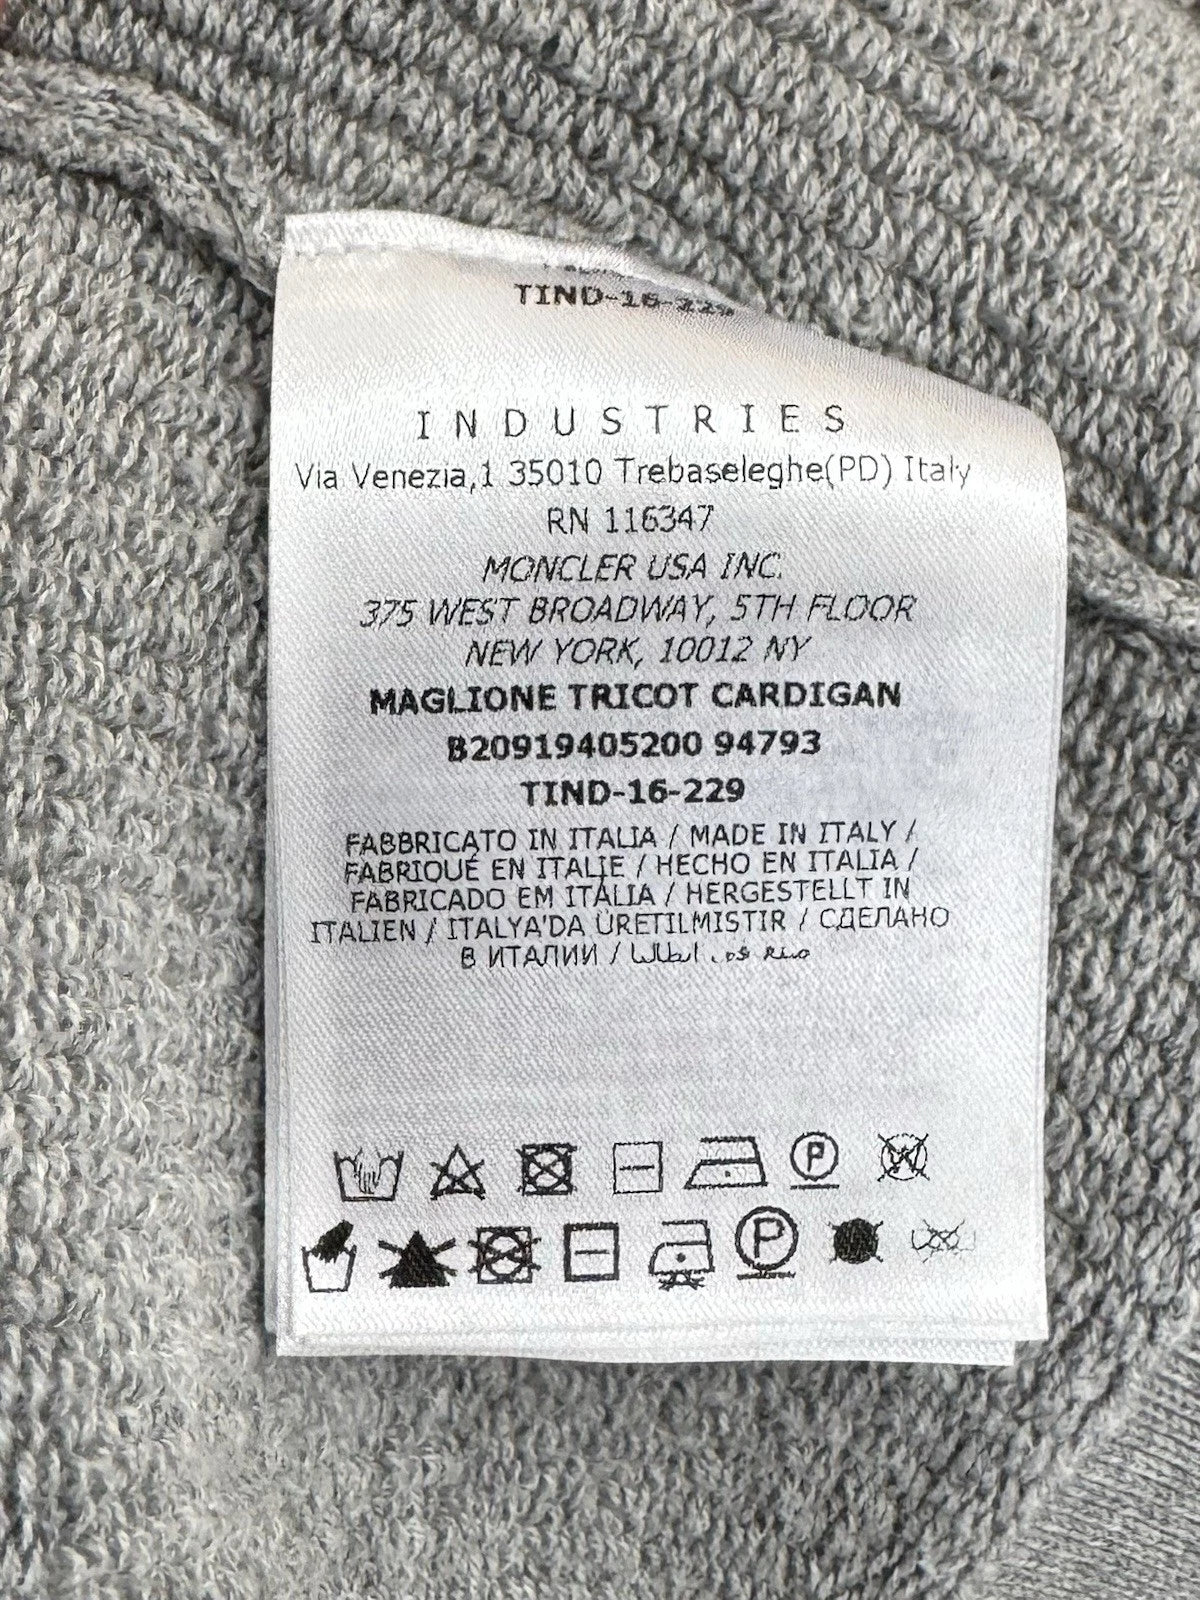 TIND-16-229
INDUSTRIES
Via Venezia,1 35010 Trebaseleghe(PD) Italy
RN 116347
MONCLER USA INC.
375 WEST BROADWAY, 5TH FLOOR
NEW YORK, 10012 NY
MAGLIONE TRICOT CARDIGAN
B20919405200 94793
TIND-16-229
FABBRICATO IN ITALIA / MADE IN ITALY /
FABRIQUÉ EN ITALIE / HECHO EN ITALIA /
FABRICADO EM ITÁLIA / HERGESTELLT IN
ITALIEN / ITALYA'DA ÜRETILMISTIR / СДЕЛАНО
В ИТАЛИИ /
P
P